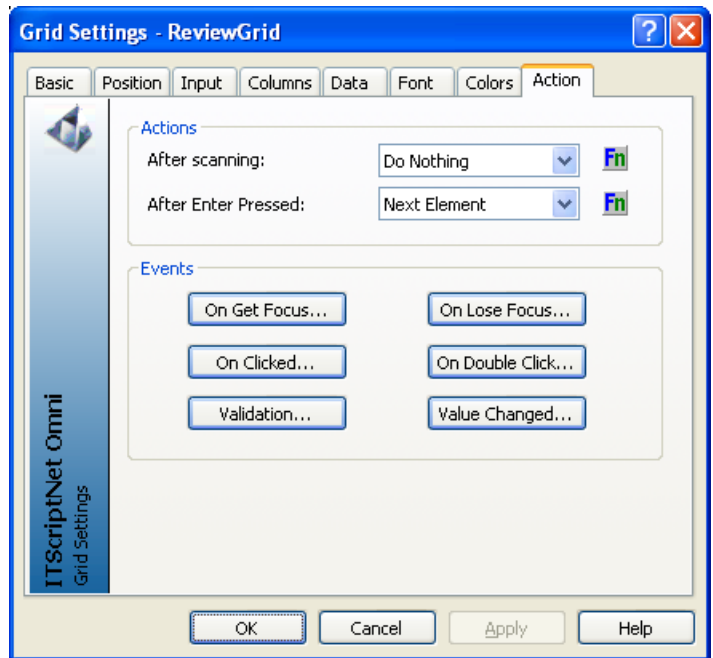 Grid Settings - ReviewGrid
Basic Position Input Columns Data Font Colors Action
Actions
After scanning: Do Nothing Fn
After Enter Pressed: Next Element Fn
Events
On Get Focus... On Lose Focus...
On Clicked... On Double Click...
Validation... Value Changed...
ITScriptNet Omni
Grid Settings
OK Cancel Apply Help